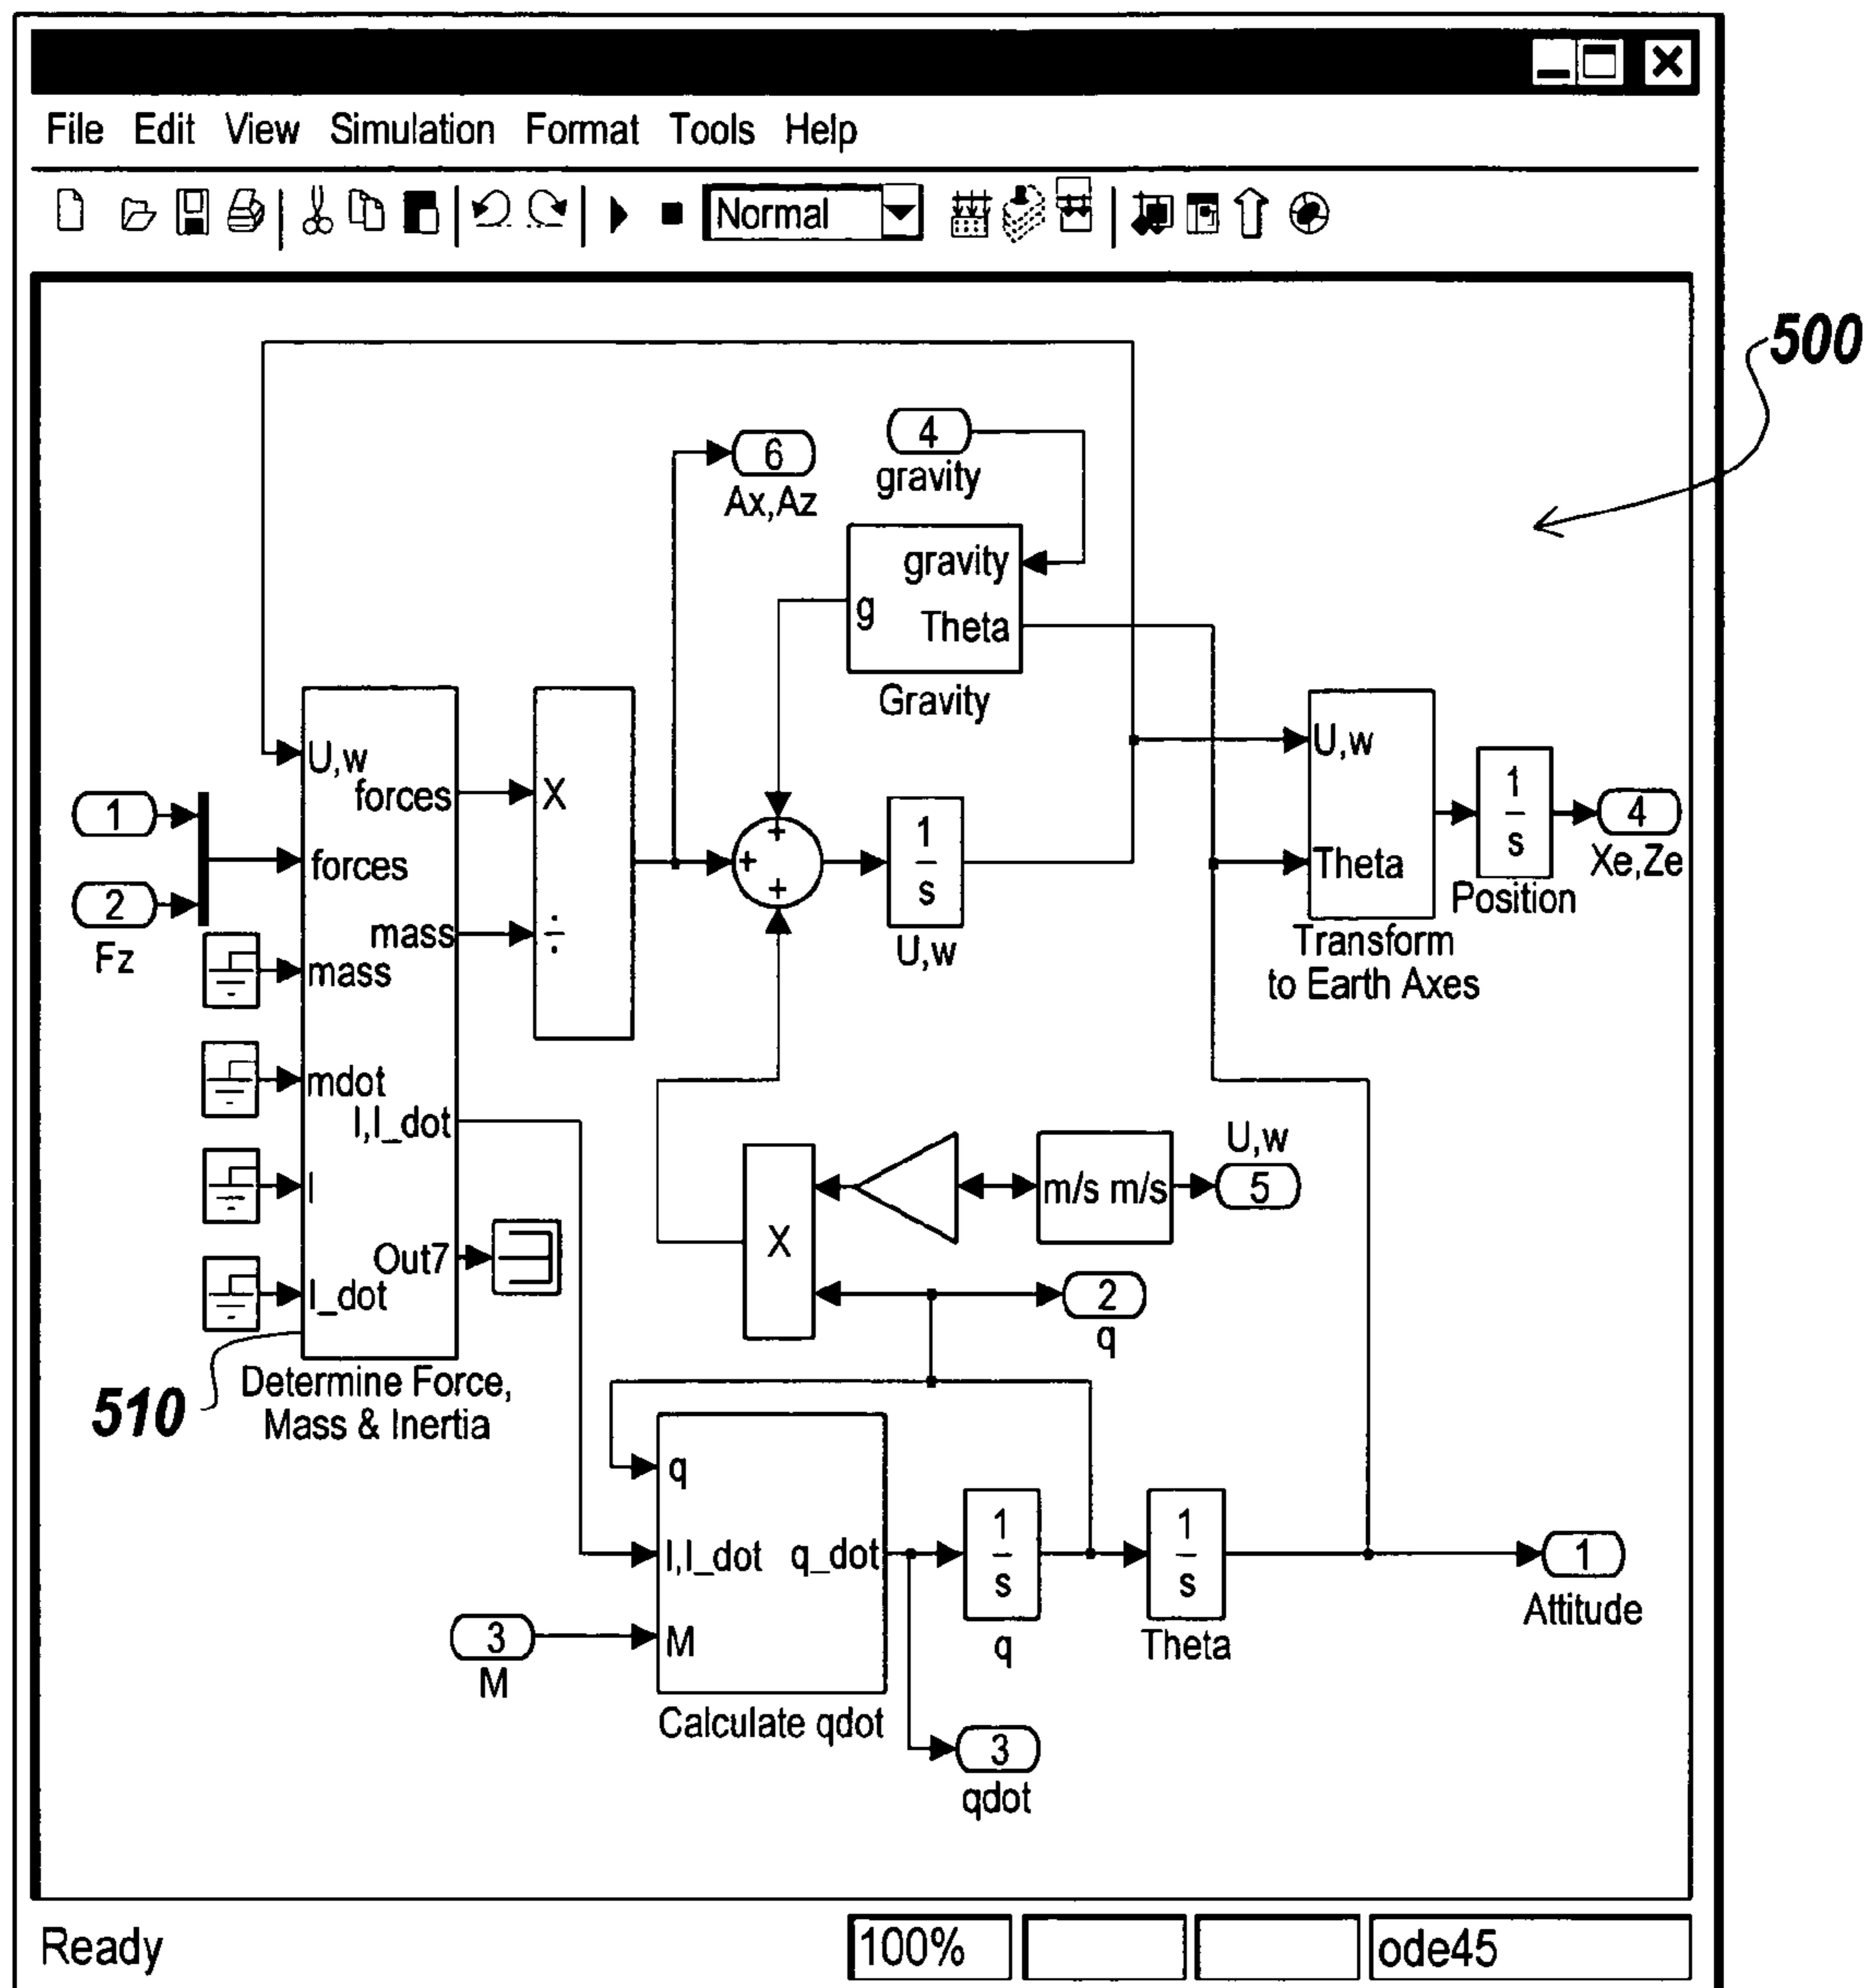 File Edit View Simulation Format Tools Help
Normal
500
4
gravity
6
Ax,Az
gravity
g
Theta
Gravity
U,w
forces
X
1
forces
2
Fz
mass
÷
mass
+
+
+
1
s
U,w
U,w
Theta
Transform
to Earth Axes
1
s
Position
4
Xe,Ze
mdot
I,I_dot
I
Out7
I_dot
510
Determine Force,
Mass & Inertia
X
m/s m/s
U,w
5
2
q
q
I,I_dot
q_dot
M
Calculate qdot
3
M
1
s
q
1
s
Theta
1
Attitude
3
qdot
Ready
100%
ode45